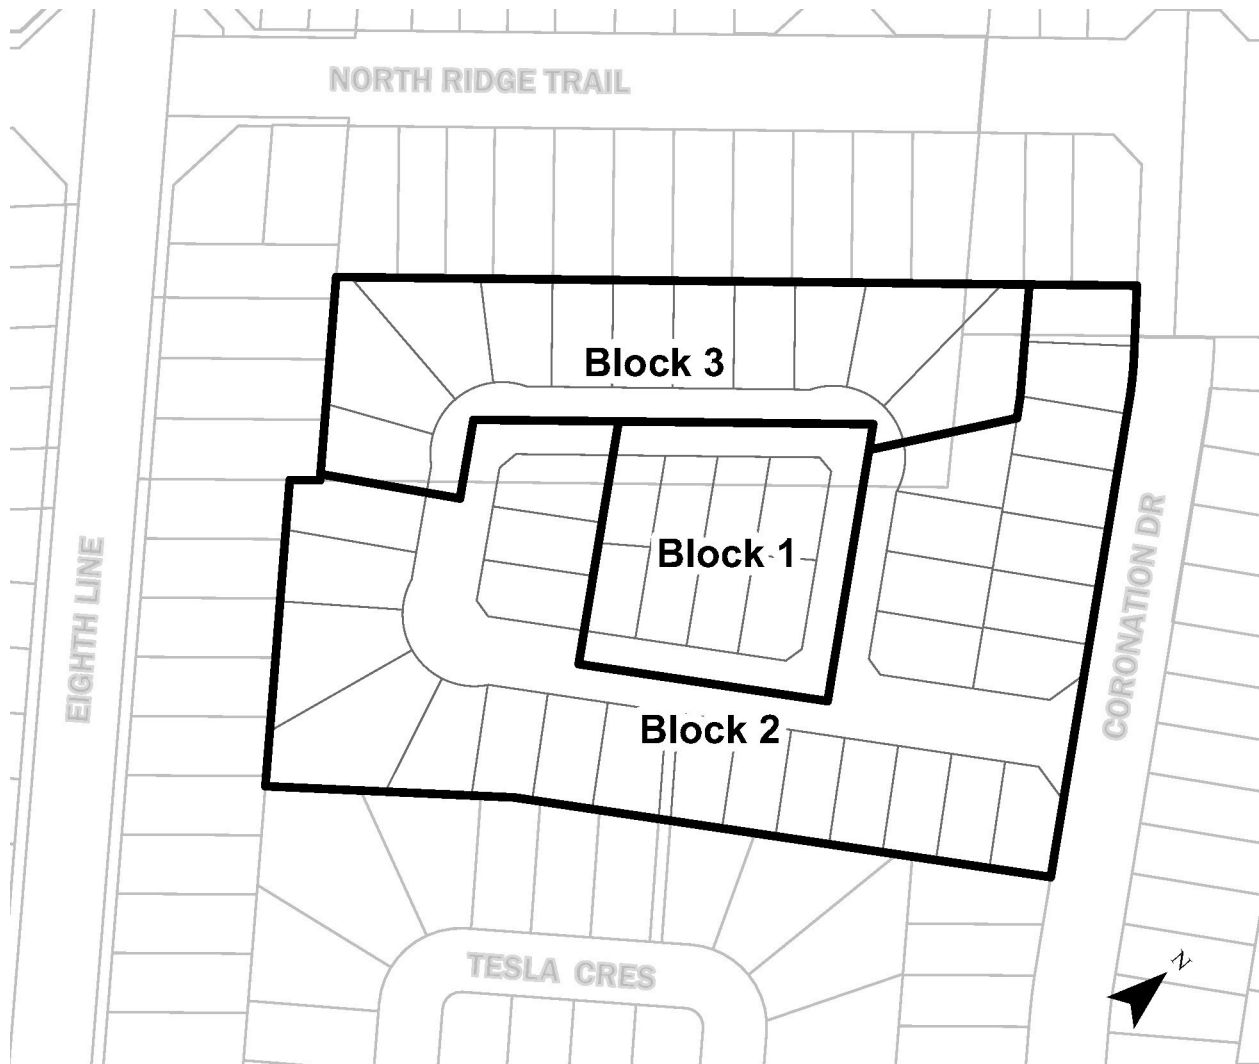 NORTH RIDGE TRAIL
Block 3
Block 1
EIGHTH LINE
CORONATION DR
Block 2
TESLA CRES
N